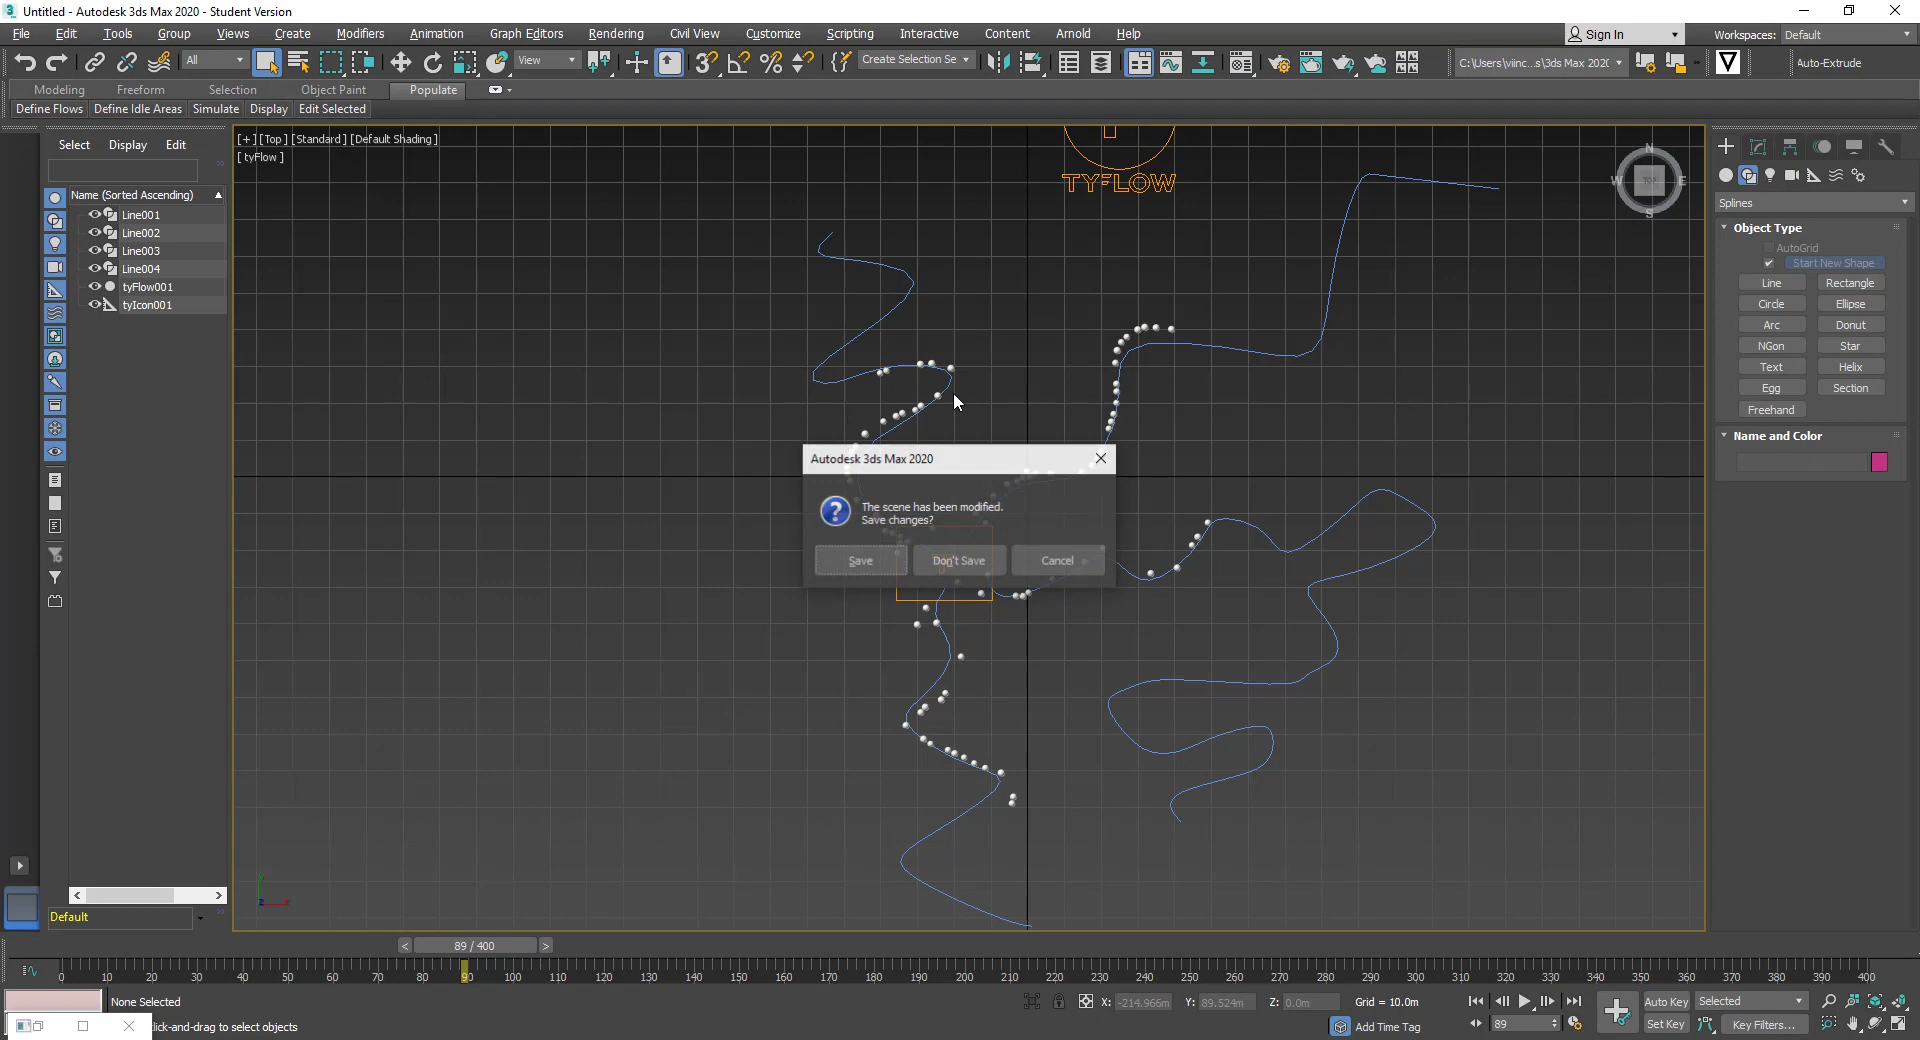 Untitled - Autodesk 3ds Max 2020 - Student Version
File Edit Tools Group Views Create Modifiers Animation Graph Editors Rendering Civil View Customize Scripting Interactive Content Arnold Help
Sign In
Workspaces: Default
All
View
Create Selection Se
C:\Users\viinc...s\3ds Max 202(
Auto-Extrude
Modeling Freeform Selection Object Paint Populate
Define Flows Define Idle Areas Simulate Display Edit Selected
Select Display Edit
Name (Sorted Ascending)
Line001
Line002
Line003
Line004
tyFlow001
tyIcon001
Default
[+] [Top] [Standard] [Default Shading]
[ tyFlow ]
TYFLOW
N
W TOP E
S
Autodesk 3ds Max 2020
The scene has been modified.
Save changes?
Save Don't Save Cancel
Splines
Object Type
AutoGrid
Start New Shape
Line Rectangle
Circle Ellipse
Arc Donut
NGon Star
Text Helix
Egg Section
Freehand
Name and Color
< 89 / 400 >
0 10 20 30 40 50 60 70 80 90 100 110 120 130 140 150 160 170 180 190 200 210 220 230 240 250 260 270 280 290 300 310 320 330 340 350 360 370 380 390 400
None Selected
X: -214.966m Y: 89.524m Z: 0.0m Grid = 10.0m
Auto Key Selected
click-and-drag to select objects
Add Time Tag
89
Set Key Key Filters...